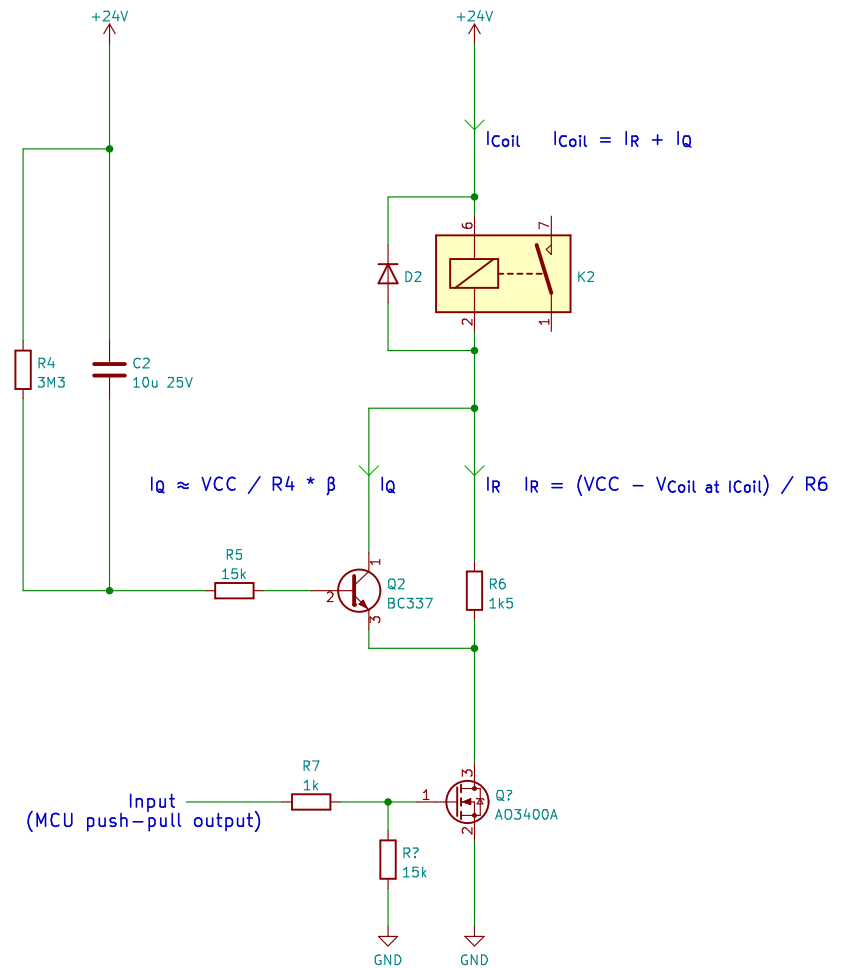 +24V
+24V
ICoil ICoil = IR + IQ
6
7
D2
K2
2
1
R4
3M3
C2
10u 25V
IQ ≈ VCC / R4 * β
IQ
IR IR = (VCC - VCoil at ICoil) / R6
R5
15k
1
2
3
Q2
BC337
R6
1k5
R7
1k
Input
(MCU push-pull output)
3
1
2
Q?
AO3400A
R?
15k
GND
GND